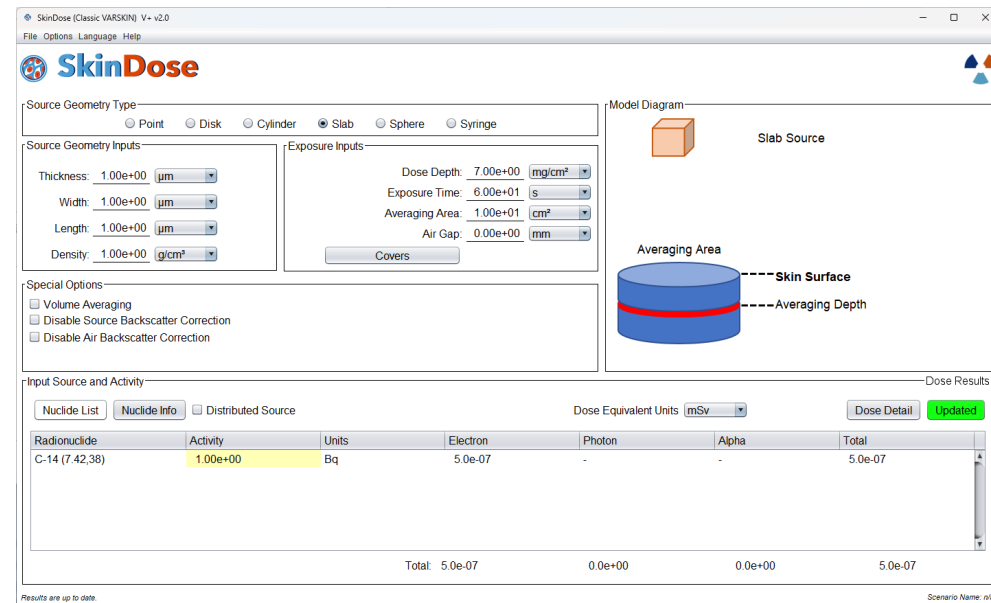 SkinDose (Classic VARSKIN) V+ v2.0
File Options Language Help
SkinDose
Source Geometry Type
Point Disk Cylinder Slab Sphere Syringe
Source Geometry Inputs
Thickness: 1.00e+00 µm
Width: 1.00e+00 µm
Length: 1.00e+00 µm
Density: 1.00e+00 g/cm³
Exposure Inputs
Dose Depth: 7.00e+00 mg/cm²
Exposure Time: 6.00e+01 s
Averaging Area: 1.00e+01 cm²
Air Gap: 0.00e+00 mm
Covers
Special Options
Volume Averaging
Disable Source Backscatter Correction
Disable Air Backscatter Correction
Model Diagram
Slab Source
Averaging Area
Skin Surface
Averaging Depth
Input Source and Activity Dose Results
Nuclide List Nuclide Info Distributed Source Dose Equivalent Units mSv Dose Detail Updated
Radionuclide Activity Units Electron Photon Alpha Total
C-14 (7.42,38) 1.00e+00 Bq 5.0e-07 - - 5.0e-07
Total: 5.0e-07 0.0e+00 0.0e+00 5.0e-07
Results are up to date. Scenario Name: